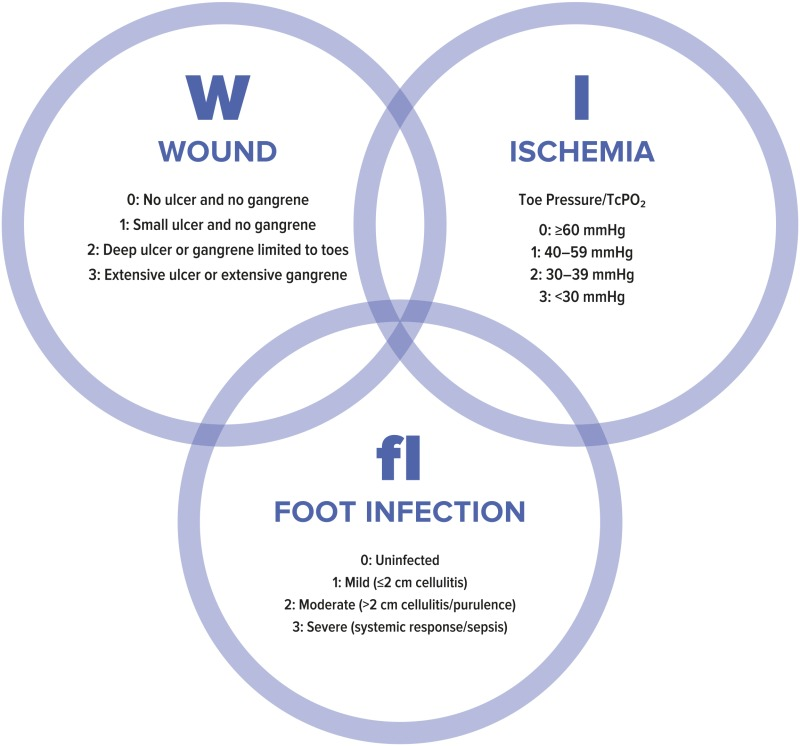 W
WOUND
0: No ulcer and no gangrene
1: Small ulcer and no gangrene
2: Deep ulcer or gangrene limited to toes
3: Extensive ulcer or extensive gangrene
I
ISCHEMIA
Toe Pressure/TcPO₂
0: ≥60 mmHg
1: 40–59 mmHg
2: 30–39 mmHg
3: <30 mmHg
fI
FOOT INFECTION
0: Uninfected
1: Mild (≤2 cm cellulitis)
2: Moderate (>2 cm cellulitis/purulence)
3: Severe (systemic response/sepsis)